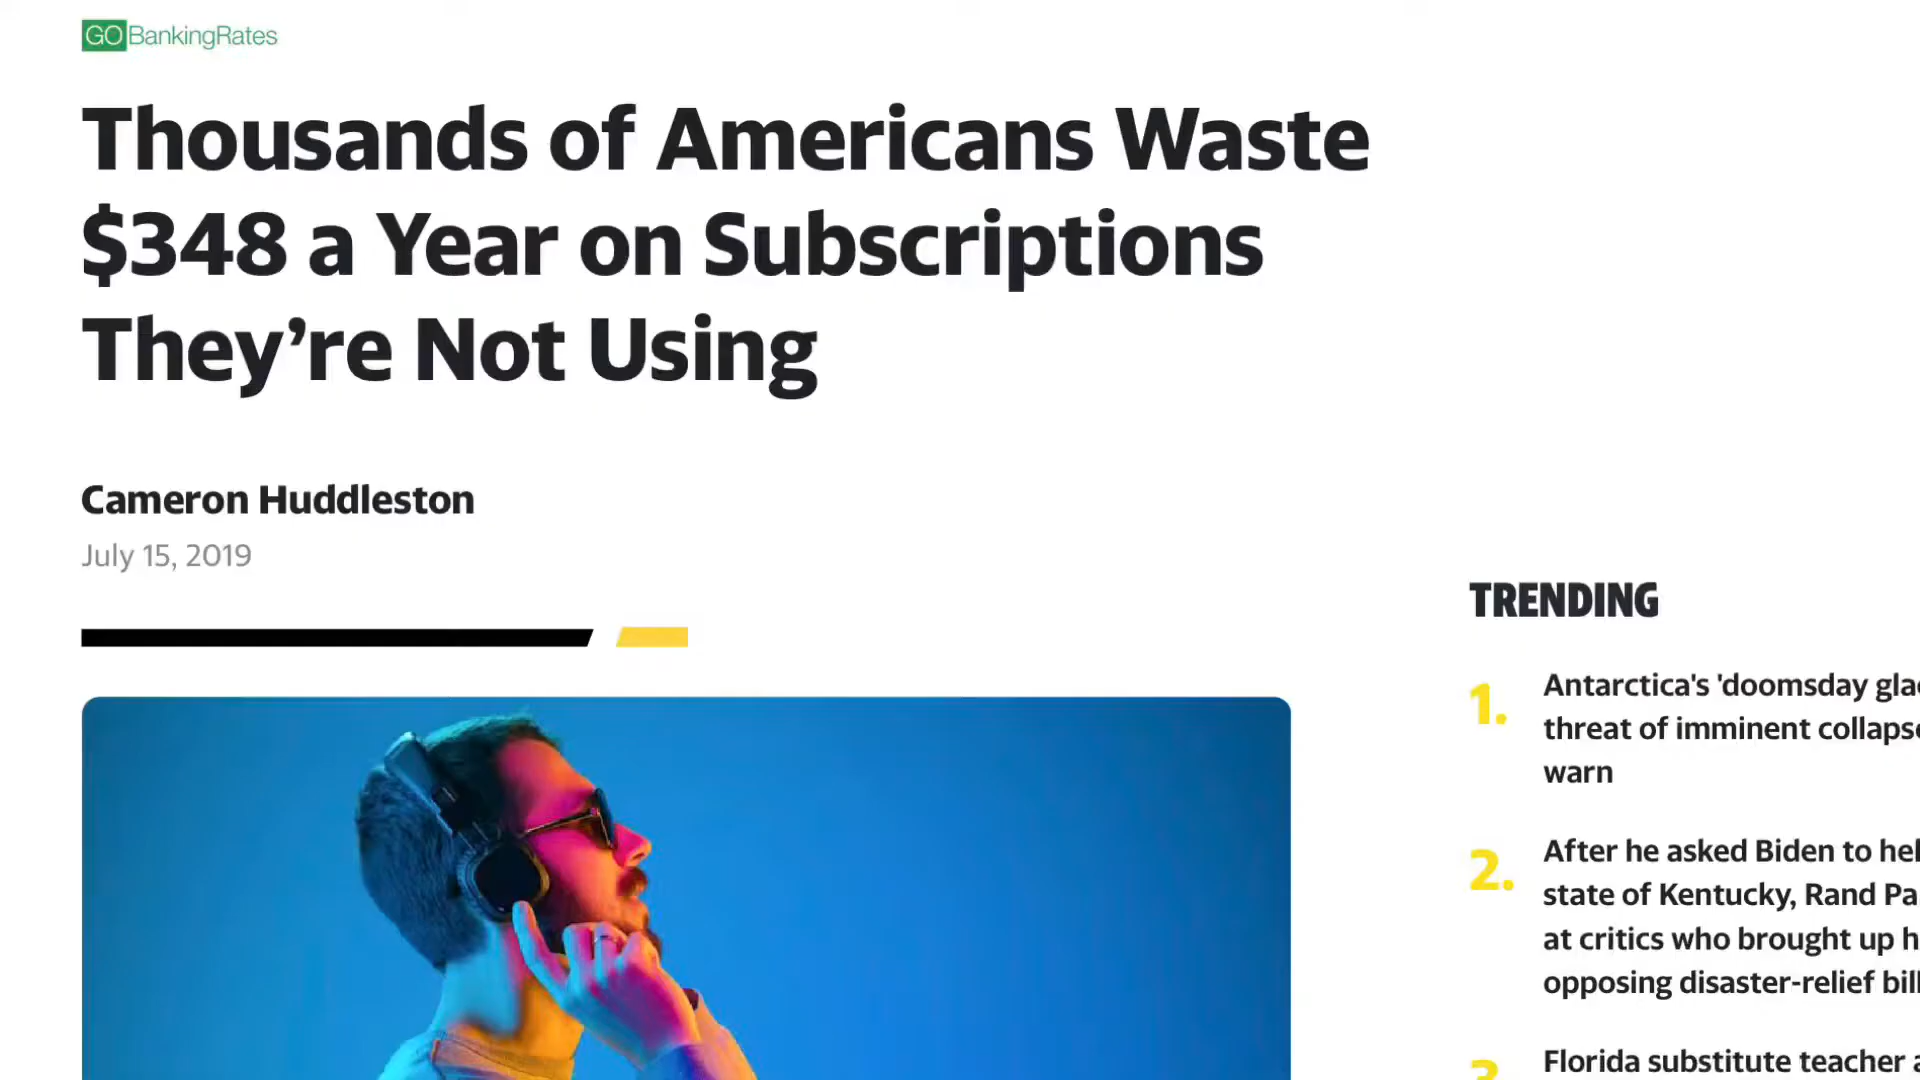 GOBankingRates
Thousands of Americans Waste
$348 a Year on Subscriptions
They’re Not Using
Cameron Huddleston
July 15, 2019
TRENDING
1.
Antarctica's 'doomsday
threat of imminent
warn
2.
After he asked Biden to
state of Kentucky, Rand
at critics who brought up
opposing disaster-relief
Florida substitute teacher